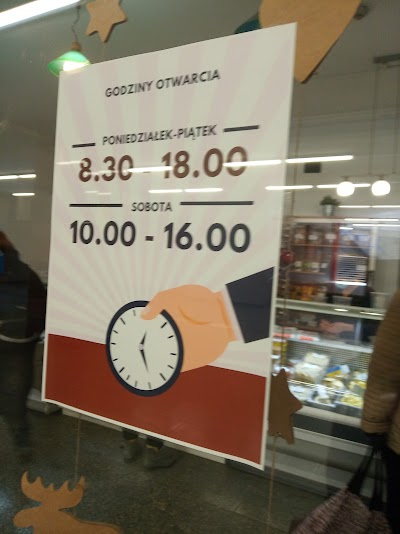 GODZINY OTWARCIA
PONIEDZIAŁEK-PIĄTEK
8.30 - 18.00
SOBOTA
10.00 - 16.00